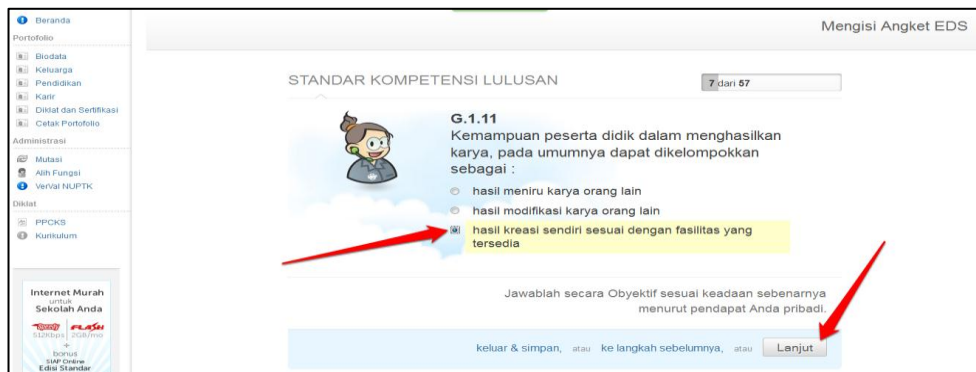 Beranda
Portofolio
Biodata
Keluarga
Pendidikan
Karir
Diklat dan Sertifikasi
Cetak Portofolio
Administrasi
Mutasi
Alih Fungsi
VerVal NUPTK
Diklat
PPCKS
Kurikulum
Internet Murah
untuk
Sekolah Anda
Speedy FLASH
512Kbps 2GB/mo
+
bonus
SIAP Online
Edisi Standar
Mengisi Angket EDS
STANDAR KOMPETENSI LULUSAN
7 dari 57
G.1.11
Kemampuan peserta didik dalam menghasilkan
karya, pada umumnya dapat dikelompokkan
sebagai :
hasil meniru karya orang lain
hasil modifikasi karya orang lain
hasil kreasi sendiri sesuai dengan fasilitas yang
tersedia
Jawablah secara Obyektif sesuai keadaan sebenarnya
menurut pendapat Anda pribadi.
keluar & simpan, atau ke langkah sebelumnya, atau Lanjut